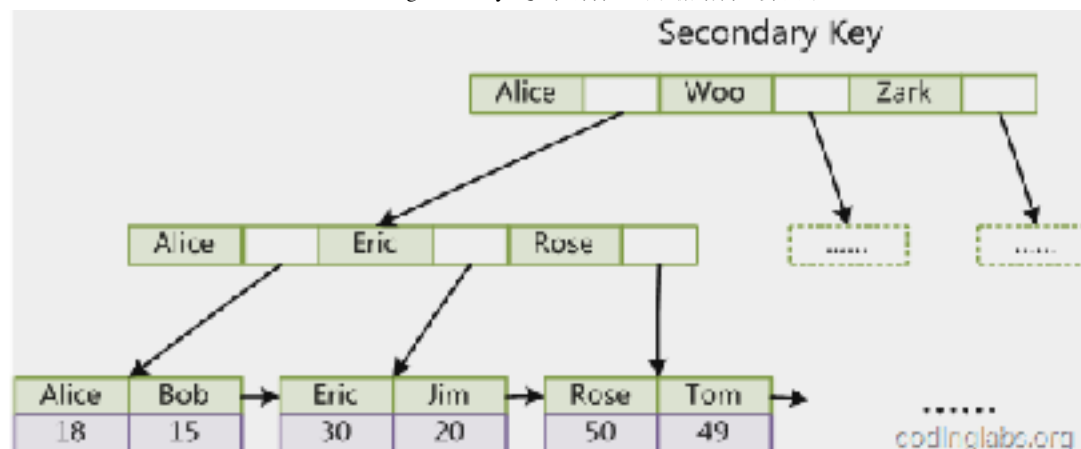 Secondary Key
Alice Woo Zark
Alice Eric Rose ...... ......
Alice Bob Eric Jim Rose Tom
18 15 30 20 50 49 ......
codinglabs.org